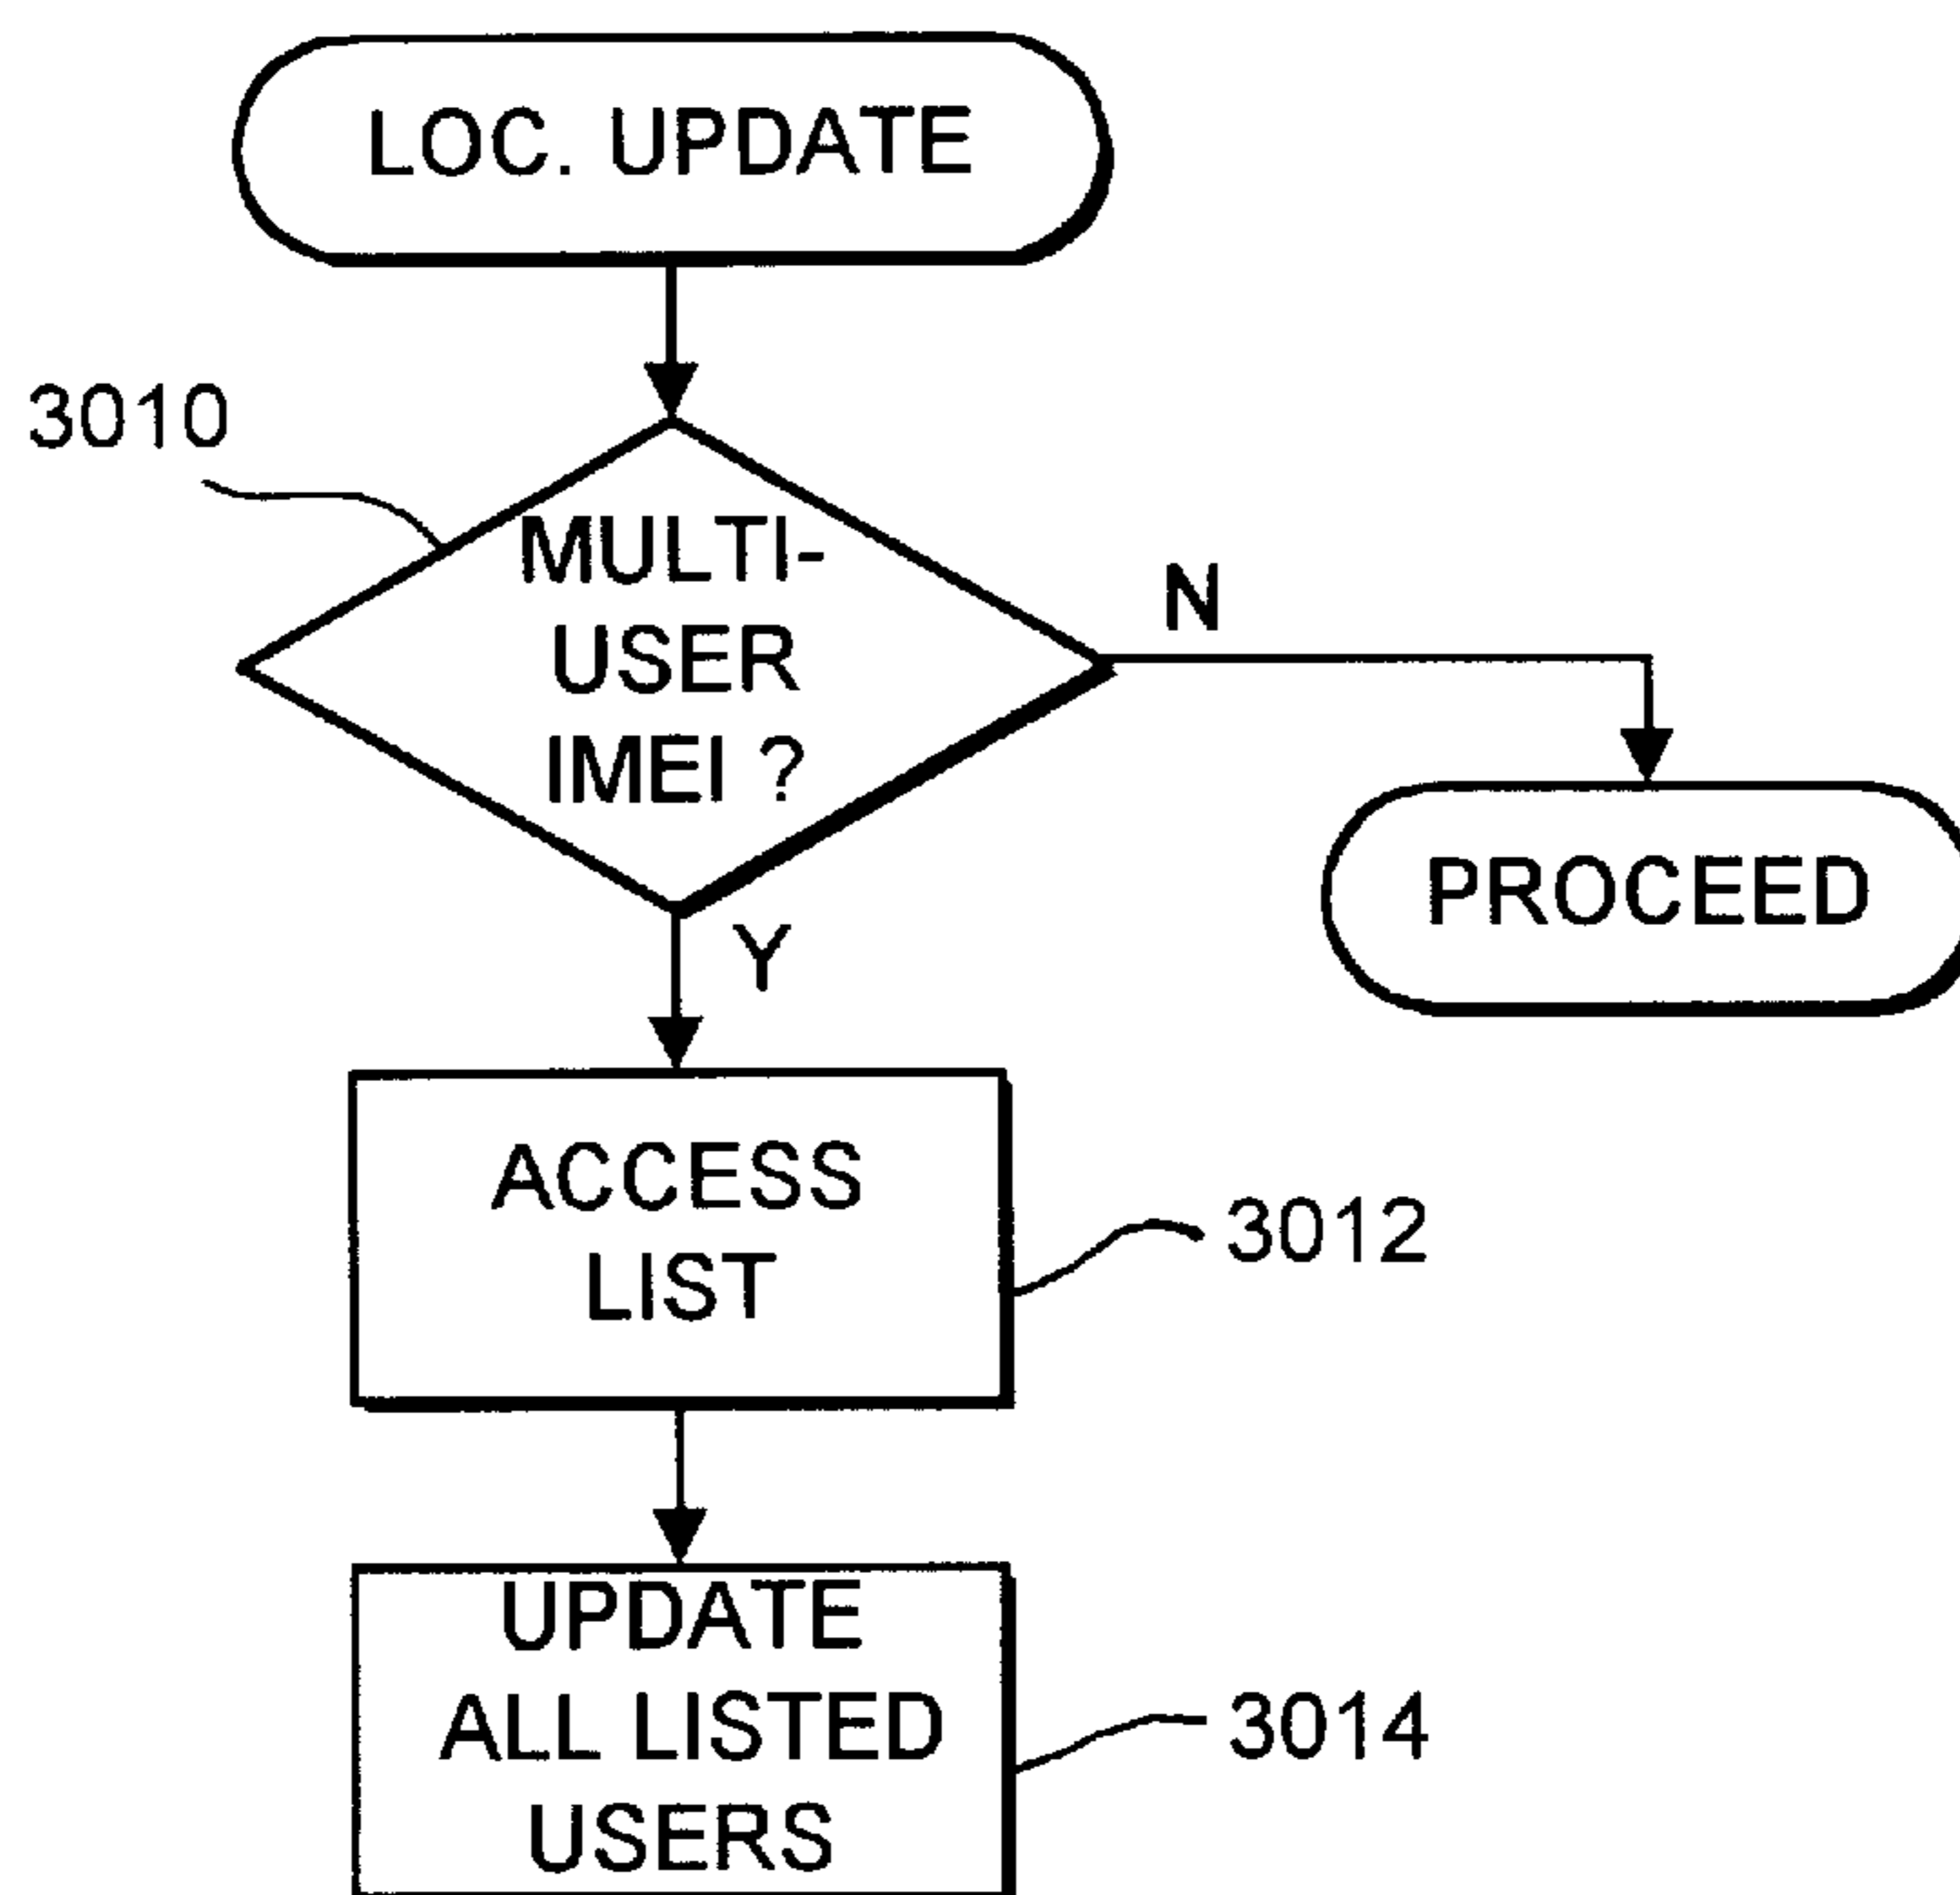 LOC. UPDATE
3010
MULTI-
USER
IMEI ?
N
PROCEED
Y
ACCESS
LIST
3012
UPDATE
ALL LISTED
USERS
3014